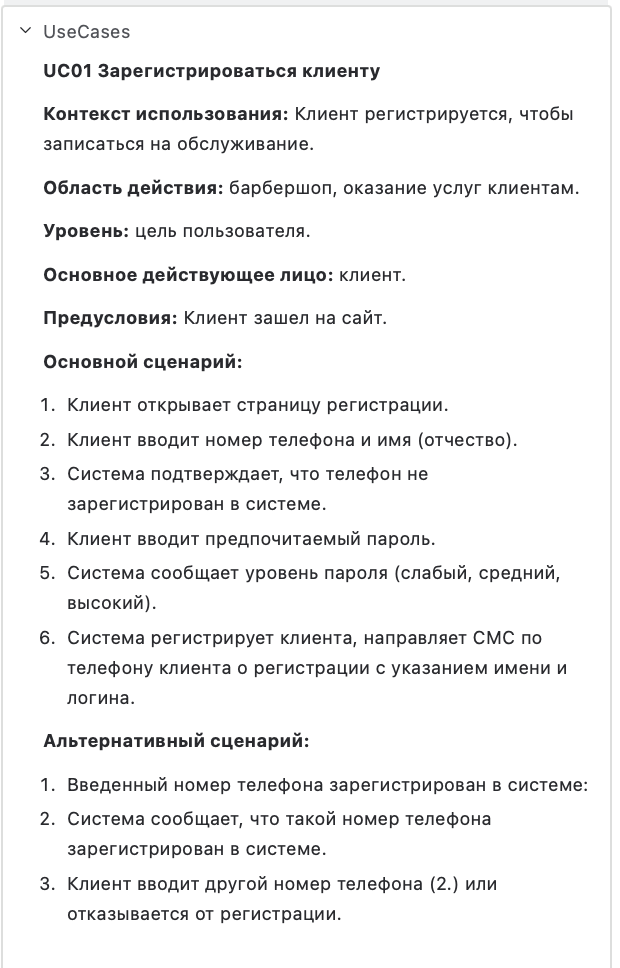 UseCases
UC01 Зарегистрироваться клиенту
Контекст использования: Клиент регистрируется, чтобы
записаться на обслуживание.
Область действия: барбершоп, оказание услуг клиентам.
Уровень: цель пользователя.
Основное действующее лицо: клиент.
Предусловия: Клиент зашел на сайт.
Основной сценарий:
1. Клиент открывает страницу регистрации.
2. Клиент вводит номер телефона и имя (отчество).
3. Система подтверждает, что телефон не
зарегистрирован в системе.
4. Клиент вводит предпочитаемый пароль.
5. Система сообщает уровень пароля (слабый, средний,
высокий).
6. Система регистрирует клиента, направляет СМС по
телефону клиента о регистрации с указанием имени и
логина.
Альтернативный сценарий:
1. Введенный номер телефона зарегистрирован в системе:
2. Система сообщает, что такой номер телефона
зарегистрирован в системе.
3. Клиент вводит другой номер телефона (2.) или
отказывается от регистрации.